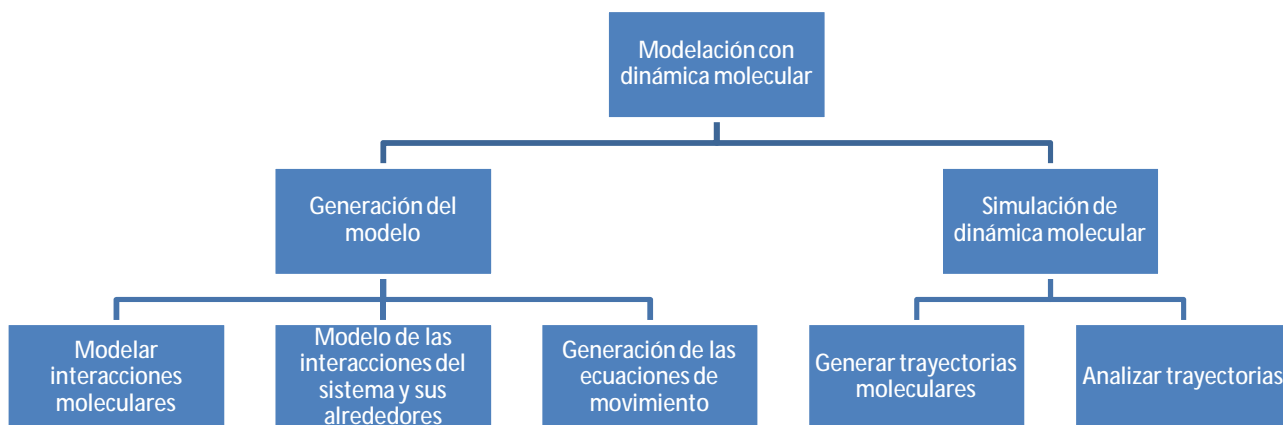 Modelación con
dinámica molecular
Generación del
modelo
Simulación de
dinámica molecular
Modelar
interacciones
moleculares
Modelo de las
interacciones del
sistema y sus
alrededores
Generación de las
ecuaciones de
movimiento
Generar trayectorias
moleculares
Analizar trayectorias